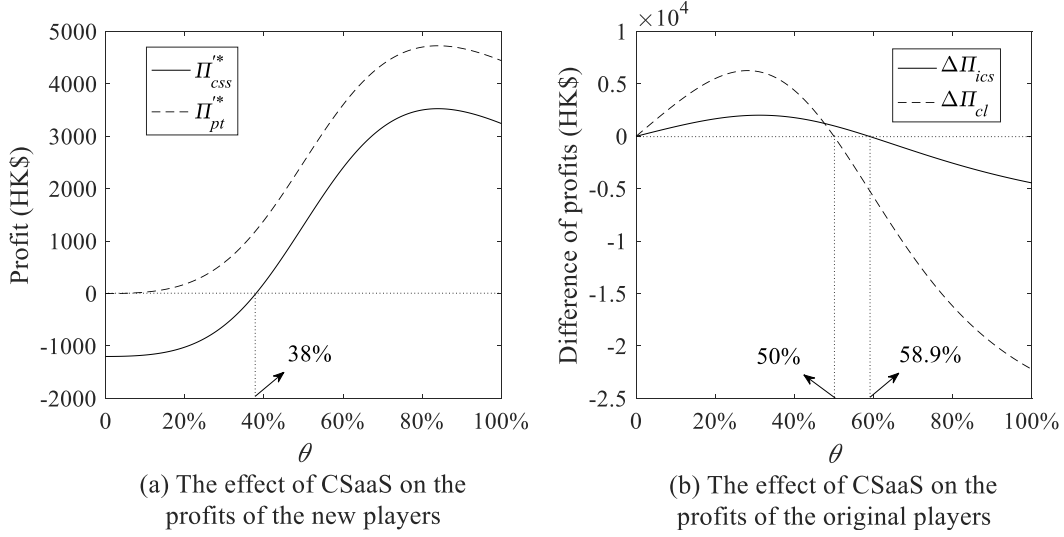 5000
4000
3000
2000
1000
0
-1000
-2000
Profit (HK$)
Π'*css
Π'*pt
38%
0 20% 40% 60% 80% 100%
θ
(a) The effect of CSaaS on the
profits of the new players
×10⁴
1
0.5
0
-0.5
-1
-1.5
-2
-2.5
Difference of profits (HK$)
ΔΠics
ΔΠcl
50%
58.9%
0 20% 40% 60% 80% 100%
θ
(b) The effect of CSaaS on the
profits of the original players